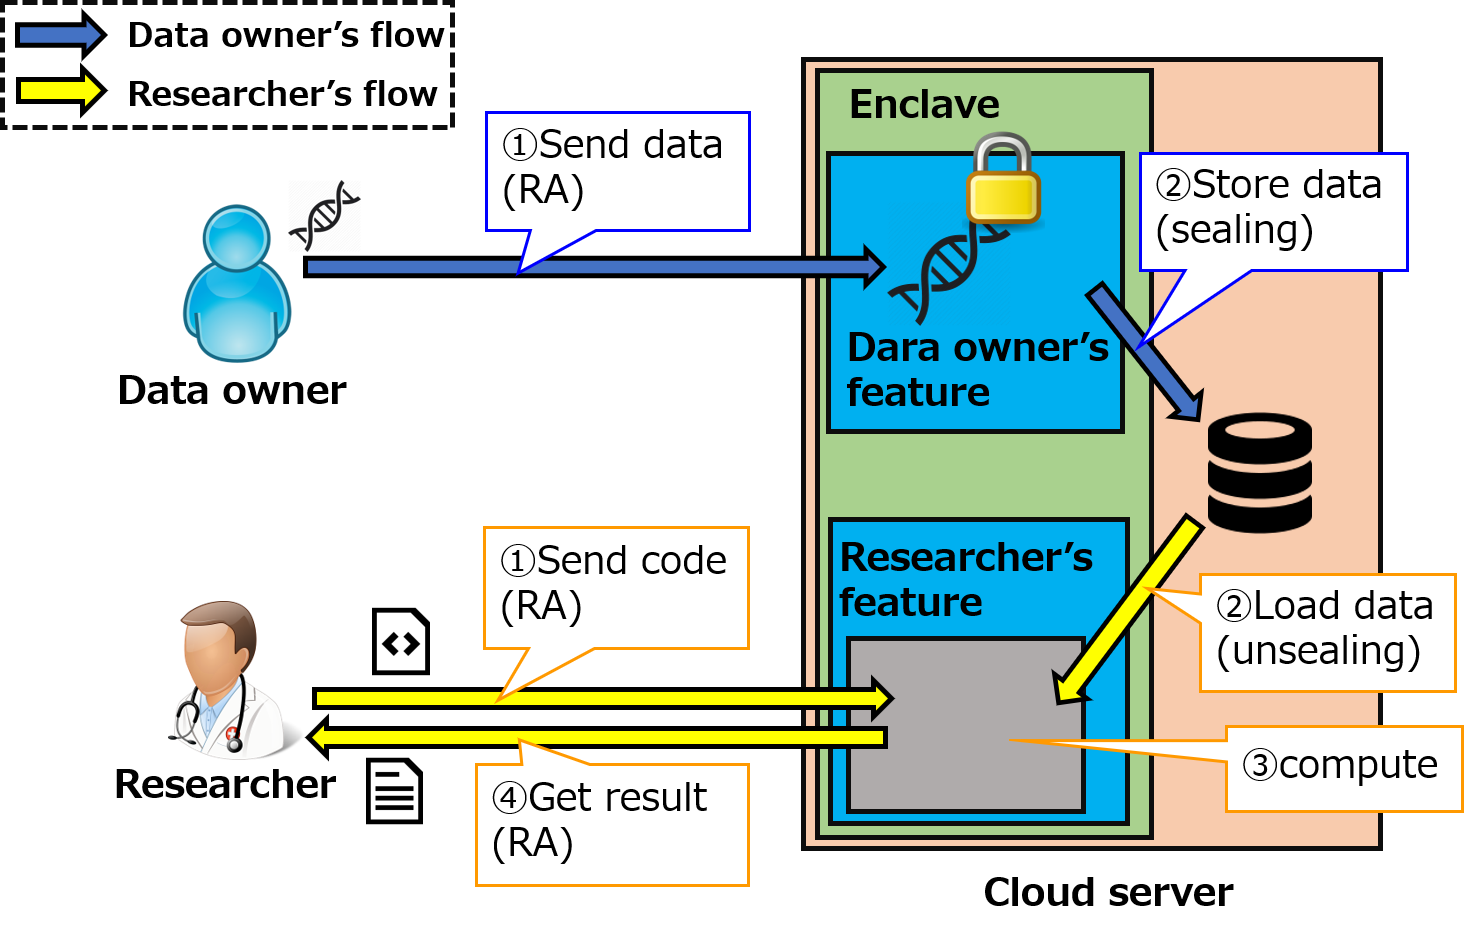 Data owner’s flow
Researcher’s flow
①Send data
(RA)
Enclave
②Store data
(sealing)
Dara owner’s
feature
Data owner
①Send code
(RA)
Researcher’s
feature
②Load data
(unsealing)
Researcher
③compute
④Get result
(RA)
Cloud server